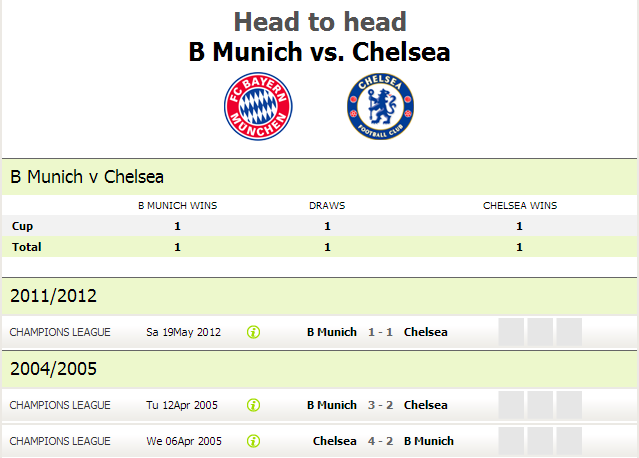 Head to head
B Munich vs. Chelsea
FC BAYERN
MÜNCHEN
CHELSEA
FOOTBALL CLUB
B Munich v Chelsea
B MUNICH WINS DRAWS CHELSEA WINS
Cup 1 1 1
Total 1 1 1
2011/2012
CHAMPIONS LEAGUE Sa 19May 2012 i B Munich 1 - 1 Chelsea
2004/2005
CHAMPIONS LEAGUE Tu 12Apr 2005 i B Munich 3 - 2 Chelsea
CHAMPIONS LEAGUE We 06Apr 2005 i Chelsea 4 - 2 B Munich